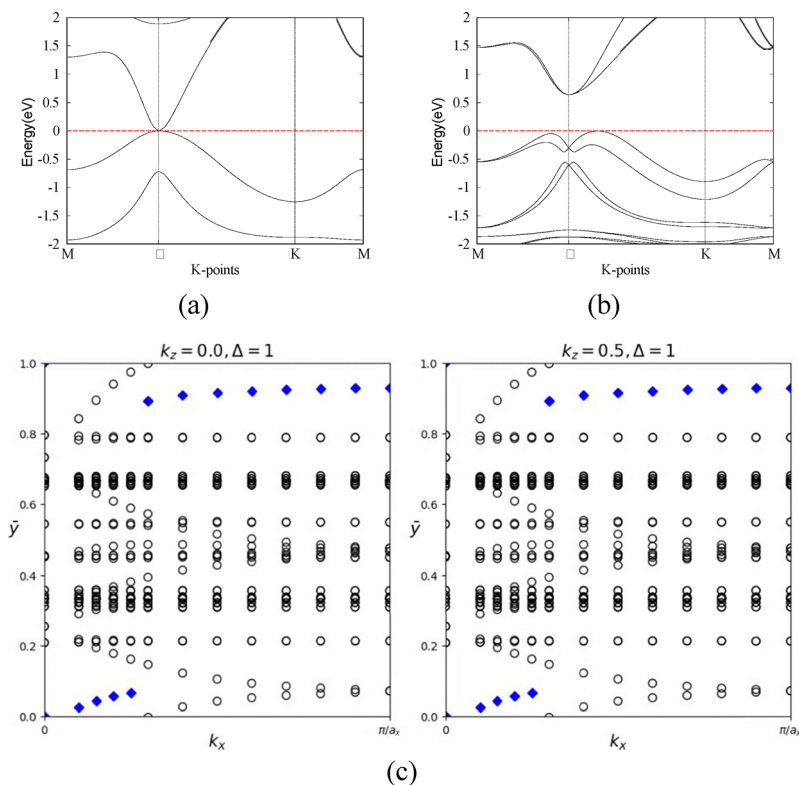 2
1.5
1
0.5
0
-0.5
-1
-1.5
-2
Energy(eV)
M □ K M
K-points
(a)
2
1.5
1
0.5
0
-0.5
-1
-1.5
-2
Energy(eV)
M □ K M
K-points
(b)
k_z = 0.0, Δ = 1
1.0
0.8
0.6
ȳ
0.4
0.2
0.0
0 π/a_x
k_x
k_z = 0.5, Δ = 1
1.0
0.8
0.6
ȳ
0.4
0.2
0.0
0 π/a_x
k_x
(c)